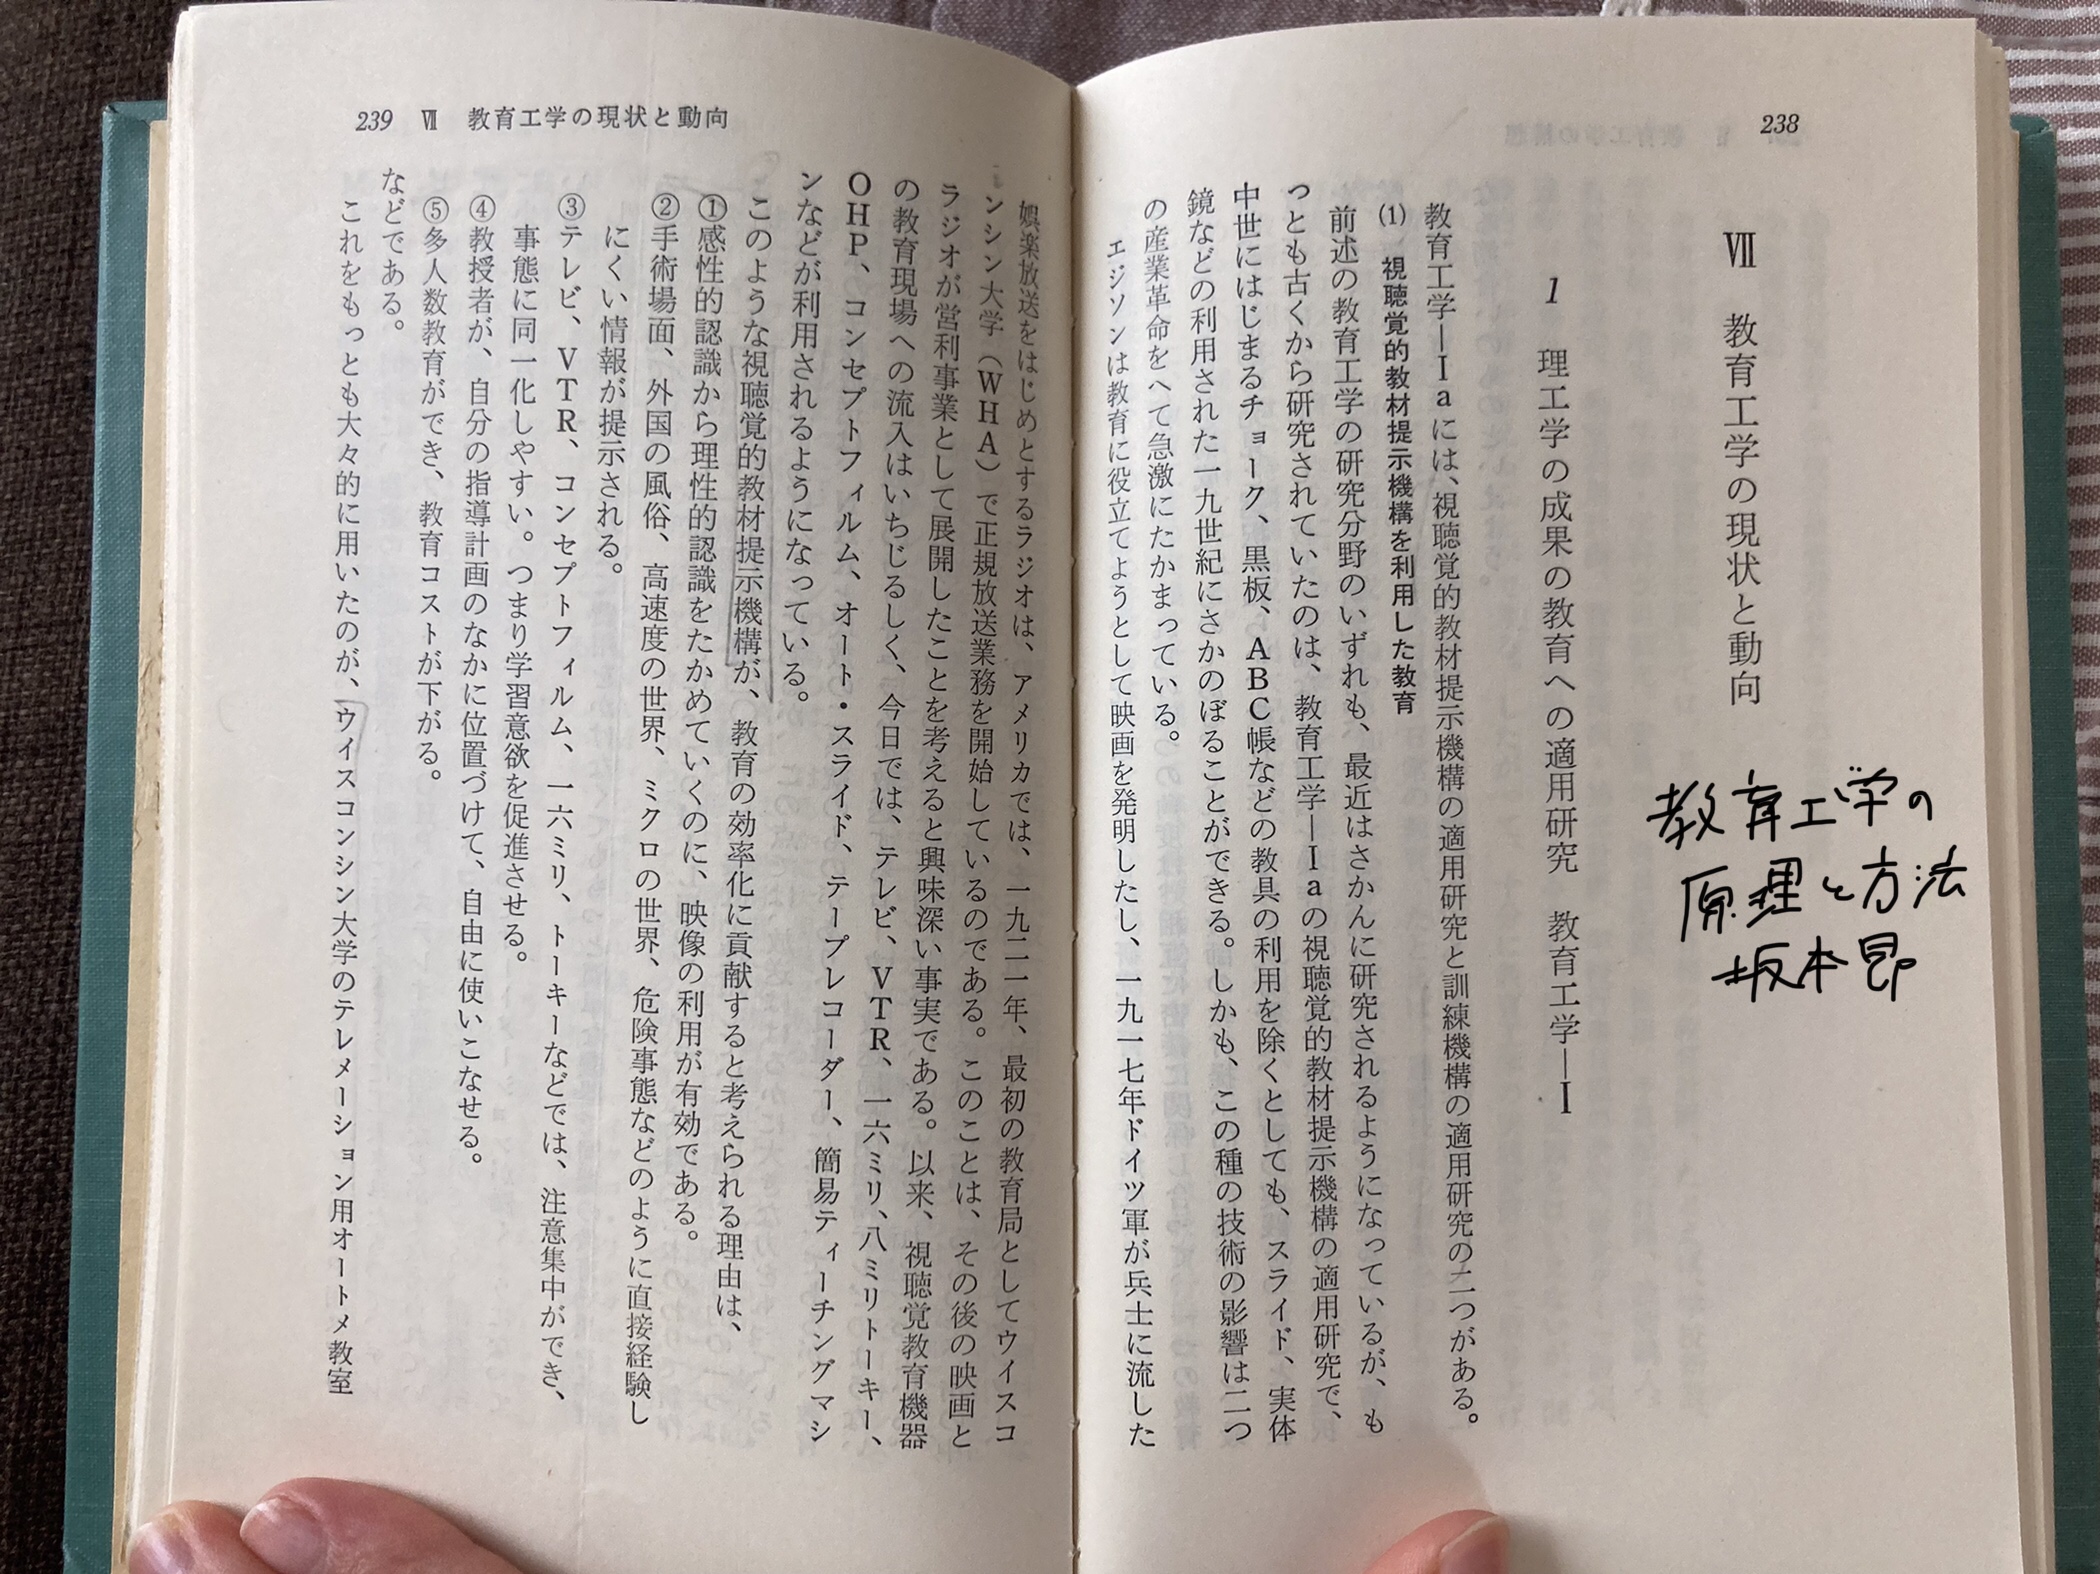 238
Ⅶ 教育工学の現状と動向
1 理工学の成果の教育への適用研究 教育工学—Ⅰ
教育工学—Ⅰaには、視聴覚的教材提示機構の適用研究と訓練機構の適用研究の二つがある。
(1) 視聴覚的教材提示機構を利用した教育
前述の教育工学の研究分野のいずれも、最近はさかんに研究されるようになっているが、も
っとも古くから研究されていたのは、教育工学—Ⅰaの視聴覚的教材提示機構の適用研究で、
中世にはじまるチョーク、黒板、ABC帳などの教具の利用を除くとしても、スライド、実体
鏡などの利用された一九世紀にさかのぼることができる。しかも、この種の技術の影響は二つ
の産業革命をへて急激にたかまっている。
エジソンは教育に役立てようとして映画を発明したし、一九一七年ドイツ軍が兵士に流した
教育工学の
原理と方法
坂本昂
239 Ⅶ 教育工学の現状と動向
娯楽放送をはじめとするラジオは、アメリカでは、一九二一年、最初の教育局としてウイスコ
ンシン大学（WHA）で正規放送業務を開始しているのである。このことは、その後の映画と
ラジオが営利事業として展開したことを考えると興味深い事実である。以来、視聴覚教育機器
の教育現場への流入はいちじるしく、今日では、テレビ、VTR、一六ミリ、八ミリトーキー、
OHP、コンセプトフィルム、オート・スライド、テープレコーダー、簡易ティーチングマシ
ンなどが利用されるようになっている。
このような視聴覚的教材提示機構が、教育の効率化に貢献すると考えられる理由は、
①感性的認識から理性的認識をたかめていくのに、映像の利用が有効である。
②手術場面、外国の風俗、高速度の世界、ミクロの世界、危険事態などのように直接経験し
にくい情報が提示される。
③テレビ、VTR、コンセプトフィルム、一六ミリ、トーキーなどでは、注意集中ができ、
事態に同一化しやすい。つまり学習意欲を促進させる。
④教授者が、自分の指導計画のなかに位置づけて、自由に使いこなせる。
⑤多人数教育ができ、教育コストが下がる。
などである。
これをもっとも大々的に用いたのが、ウイスコンシン大学のテレメーション用オートメ教室